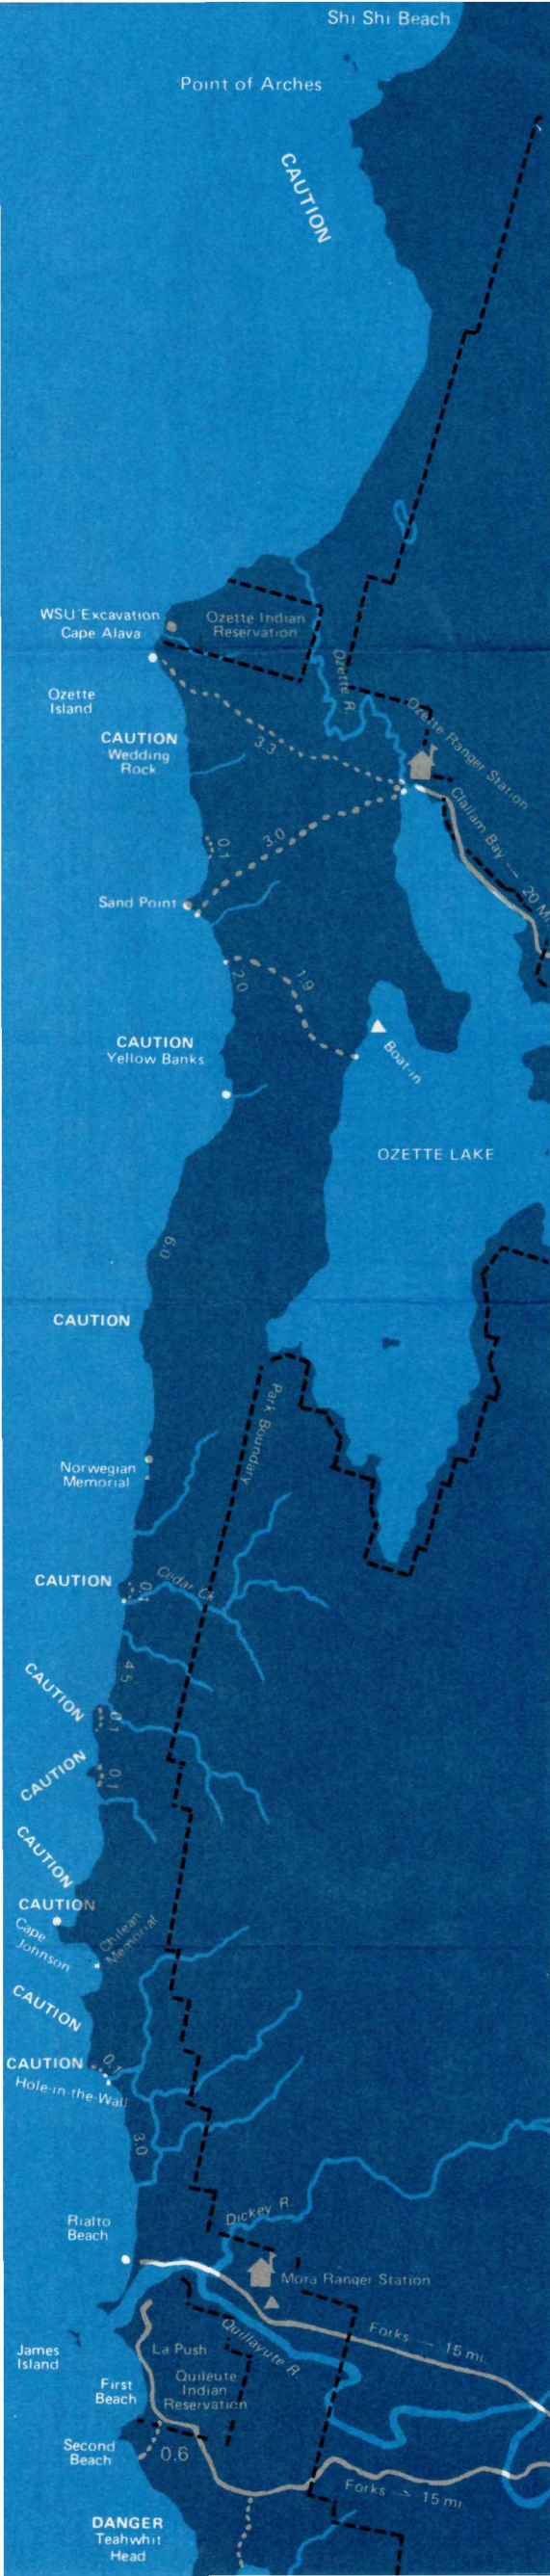 Shi Shi Beach
Point of Arches
CAUTION
WSU Excavation
Cape Alava
Ozette Indian
Reservation
Ozette R.
Ozette
Island
Ozette Ranger Station
CAUTION
Wedding
Rock
3.3
Clallam Bay — 20 M
0.1
3.0
Sand Point
2.0
1.9
CAUTION
Yellow Banks
Boat-in
OZETTE LAKE
6.0
CAUTION
Park Boundary
Norwegian
Memorial
CAUTION
0.1
Cedar Ck
4.5
CAUTION
0.1
CAUTION
0.1
CAUTION
CAUTION
Cape
Johnson
Chilean
Memorial
CAUTION
CAUTION
0.1
Hole-in-the-Wall
3.0
Rialto
Beach
Dickey R.
Mora Ranger Station
James
Island
La Push
Quillayute R.
Forks — 15 mi.
First
Beach
Quileute
Indian
Reservation
Second
Beach
0.6
Forks — 15 mi
DANGER
Teahwhit
Head